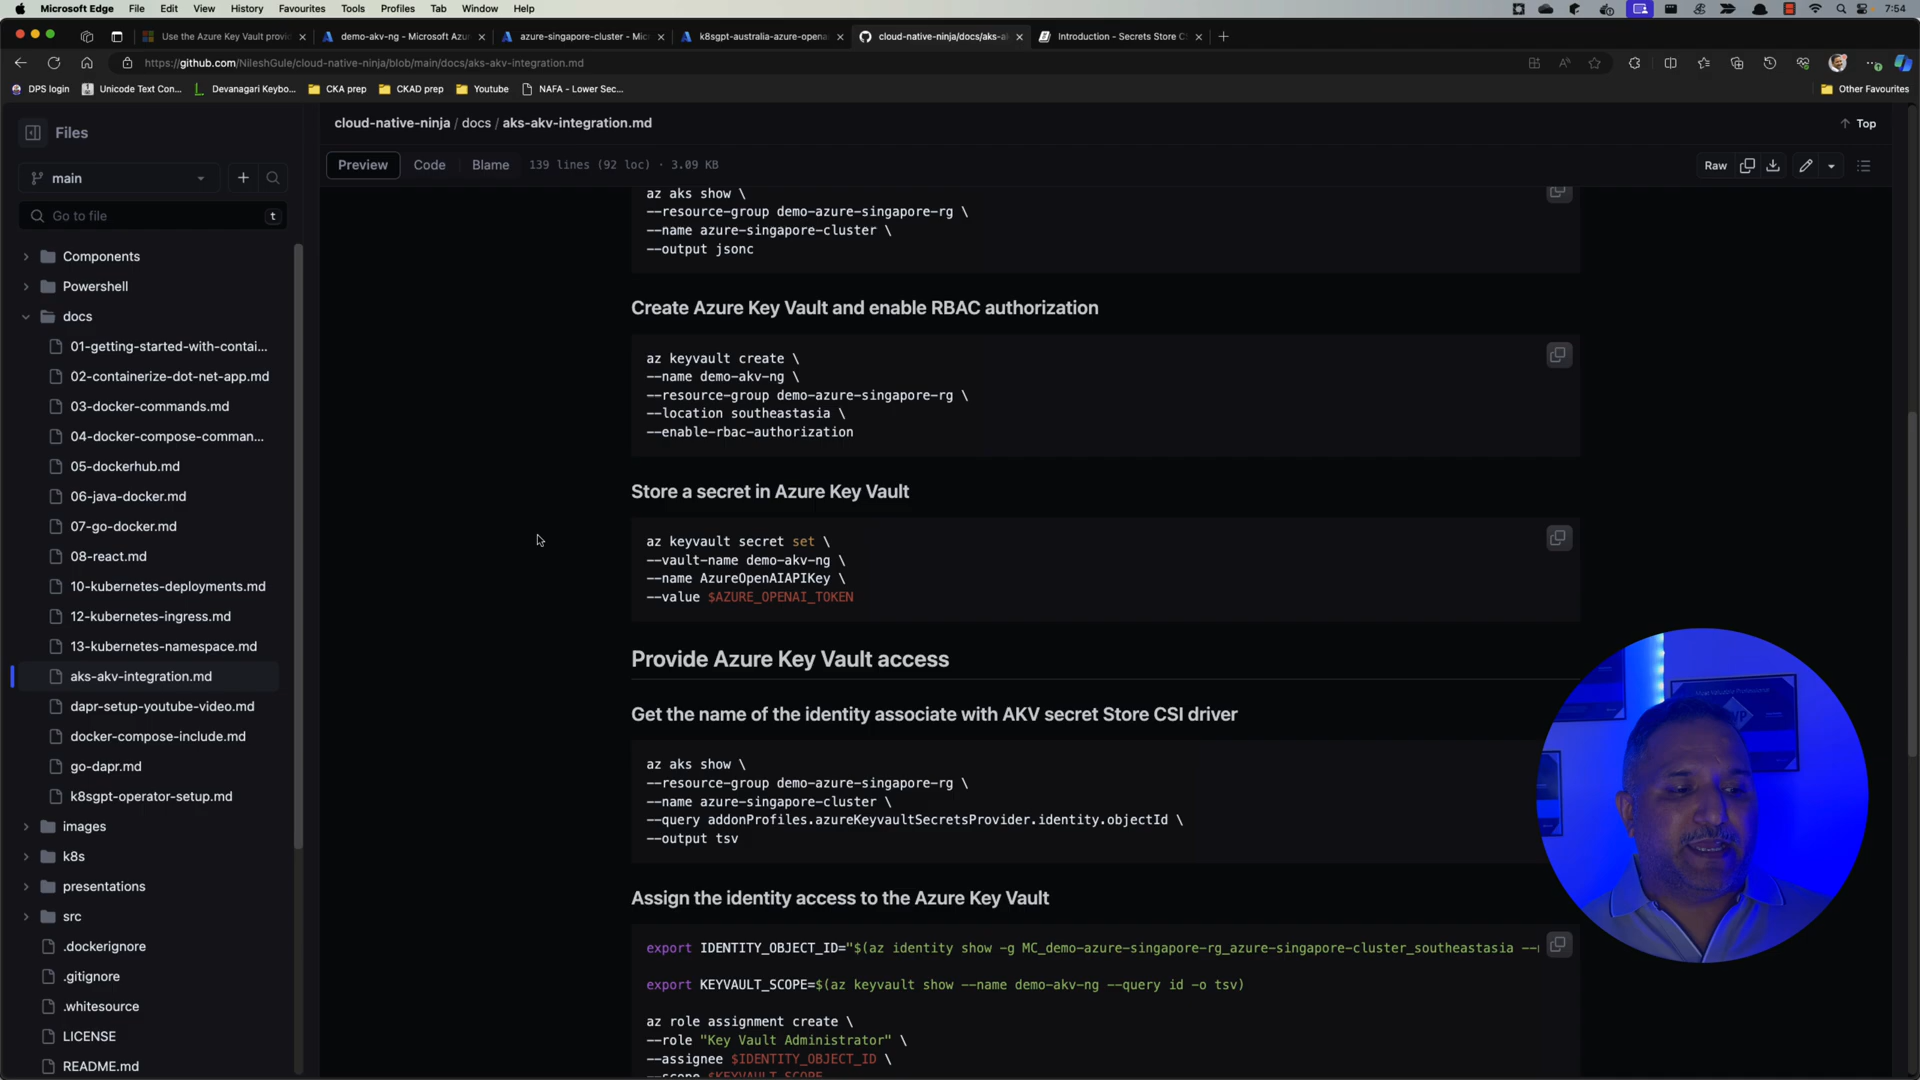 Microsoft Edge File Edit View History Favourites Tools Profiles Tab Window Help 7:54
Use the Azure Key Vault provi
demo-akv-ng - Microsoft Azu
azure-singapore-cluster - Mic
k8sgpt-australia-azure-opena
cloud-native-ninja/docs/aks-a
Introduction - Secrets Store C
https://github.com/NileshGule/cloud-native-ninja/blob/main/docs/aks-akv-integration.md
DPS login Unicode Text Con... Devanagari Keybo... CKA prep CKAD prep Youtube NAFA - Lower Sec... Other Favourites
Files
cloud-native-ninja / docs / aks-akv-integration.md
Top
main
Preview Code Blame 139 lines (92 loc) · 3.09 KB
Raw
Go to file t
Components
Powershell
docs
01-getting-started-with-contai...
02-containerize-dot-net-app.md
03-docker-commands.md
04-docker-compose-comman...
05-dockerhub.md
06-java-docker.md
07-go-docker.md
08-react.md
10-kubernetes-deployments.md
12-kubernetes-ingress.md
13-kubernetes-namespace.md
aks-akv-integration.md
dapr-setup-youtube-video.md
docker-compose-include.md
go-dapr.md
k8sgpt-operator-setup.md
images
k8s
presentations
src
.dockerignore
.gitignore
.whitesource
LICENSE
README.md
az aks show \
--resource-group demo-azure-singapore-rg \
--name azure-singapore-cluster \
--output jsonc
Create Azure Key Vault and enable RBAC authorization
az keyvault create \
--name demo-akv-ng \
--resource-group demo-azure-singapore-rg \
--location southeastasia \
--enable-rbac-authorization
Store a secret in Azure Key Vault
az keyvault secret set \
--vault-name demo-akv-ng \
--name AzureOpenAIAPIKey \
--value $AZURE_OPENAI_TOKEN
Provide Azure Key Vault access
Get the name of the identity associate with AKV secret Store CSI driver
az aks show \
--resource-group demo-azure-singapore-rg \
--name azure-singapore-cluster \
--query addonProfiles.azureKeyvaultSecretsProvider.identity.objectId \
--output tsv
Assign the identity access to the Azure Key Vault
export IDENTITY_OBJECT_ID="$(az identity show -g MC_demo-azure-singapore-rg_azure-singapore-cluster_southeastasia --
export KEYVAULT_SCOPE=$(az keyvault show --name demo-akv-ng --query id -o tsv)
az role assignment create \
--role "Key Vault Administrator" \
--assignee $IDENTITY_OBJECT_ID \
--scope $KEYVAULT_SCOPE